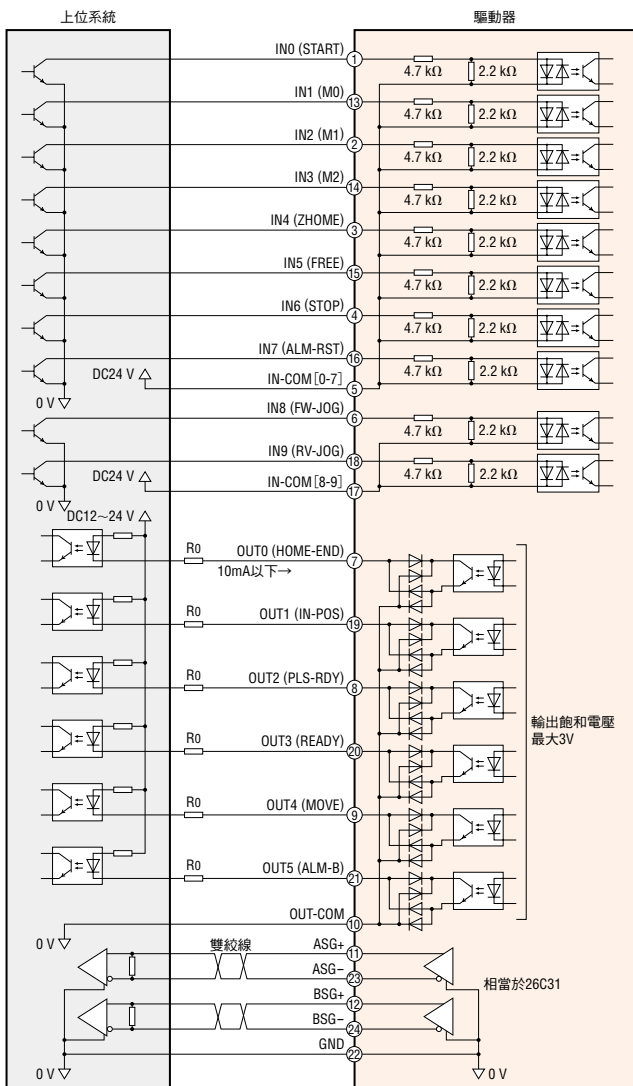 上位系統
驅動器
IN0 (START)
1
4.7 kΩ
2.2 kΩ
IN1 (M0)
13
4.7 kΩ
2.2 kΩ
IN2 (M1)
2
4.7 kΩ
2.2 kΩ
IN3 (M2)
14
4.7 kΩ
2.2 kΩ
IN4 (ZHOME)
3
4.7 kΩ
2.2 kΩ
IN5 (FREE)
15
4.7 kΩ
2.2 kΩ
IN6 (STOP)
4
4.7 kΩ
2.2 kΩ
IN7 (ALM-RST)
16
4.7 kΩ
2.2 kΩ
DC24 V
IN-COM [0-7]
5
0 V
IN8 (FW-JOG)
6
4.7 kΩ
2.2 kΩ
IN9 (RV-JOG)
18
4.7 kΩ
2.2 kΩ
DC24 V
IN-COM [8-9]
17
0 V
DC12～24 V
R0
OUT0 (HOME-END)
7
10mA以下→
R0
OUT1 (IN-POS)
19
R0
OUT2 (PLS-RDY)
8
輸出飽和電壓
最大3V
R0
OUT3 (READY)
20
R0
OUT4 (MOVE)
9
R0
OUT5 (ALM-B)
21
OUT-COM
10
0 V
雙絞線
ASG+
11
ASG−
23
相當於26C31
BSG+
12
BSG−
24
GND
22
0 V
0 V